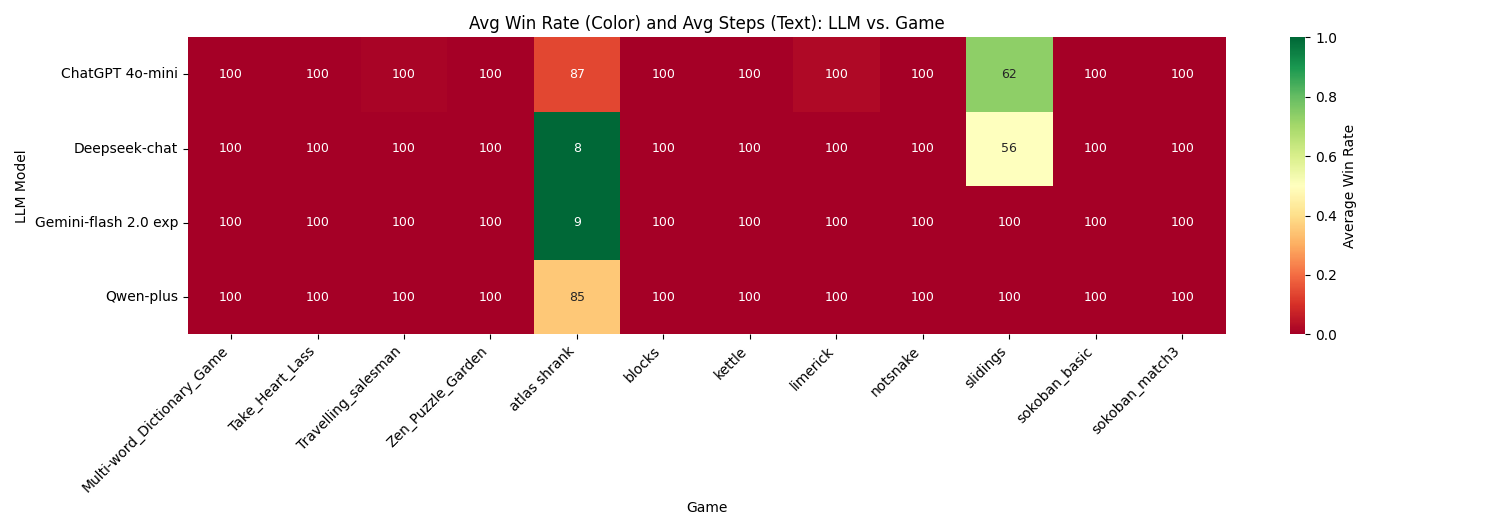 Avg Win Rate (Color) and Avg Steps (Text): LLM vs. Game
LLM Model
ChatGPT 4o-mini 100 100 100 100 87 100 100 100 100 62 100 100
Deepseek-chat 100 100 100 100 8 100 100 100 100 56 100 100
Gemini-flash 2.0 exp 100 100 100 100 9 100 100 100 100 100 100 100
Qwen-plus 100 100 100 100 85 100 100 100 100 100 100 100
Multi-word_Dictionary_Game
Take_Heart_Lass
Travelling_salesman
Zen_Puzzle_Garden
atlas shrank
blocks
kettle
limerick
notsnake
slidings
sokoban_basic
sokoban_match3
Game
1.0
0.8
0.6
0.4
0.2
0.0
Average Win Rate